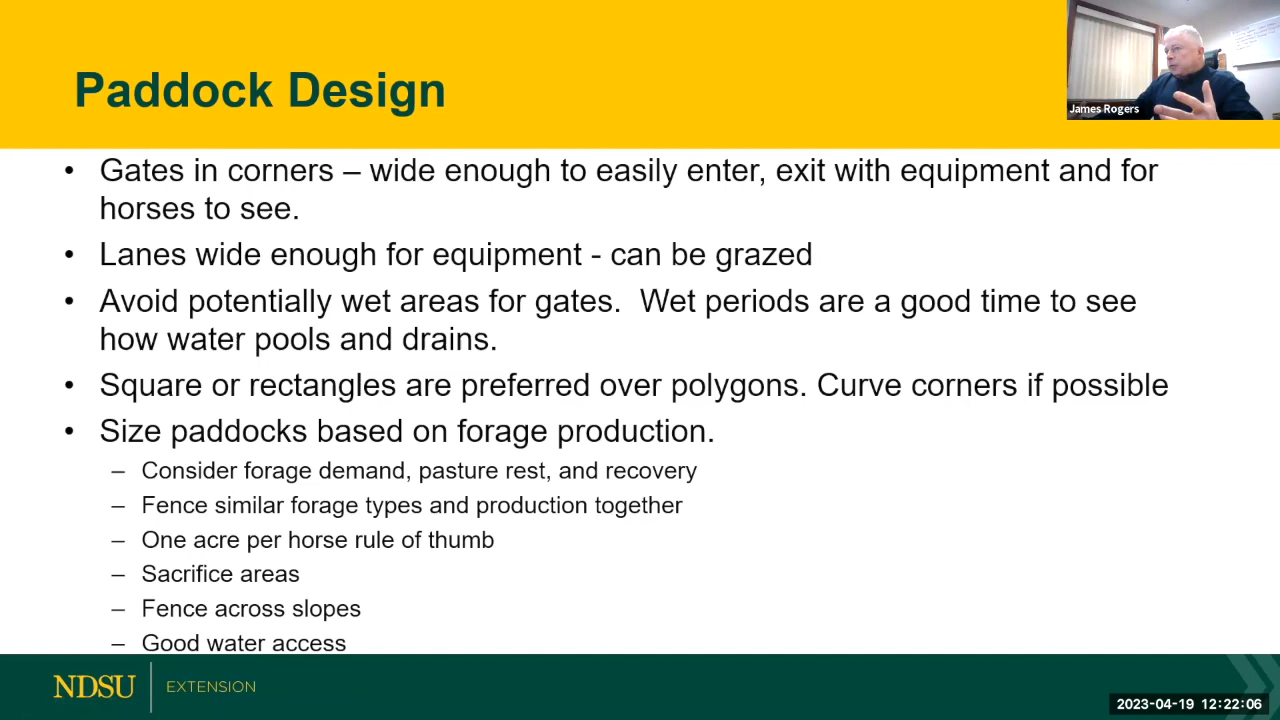 Paddock Design
James Rogers
• Gates in corners – wide enough to easily enter, exit with equipment and for
horses to see.
• Lanes wide enough for equipment - can be grazed
• Avoid potentially wet areas for gates.  Wet periods are a good time to see
how water pools and drains.
• Square or rectangles are preferred over polygons. Curve corners if possible
• Size paddocks based on forage production.
– Consider forage demand, pasture rest, and recovery
– Fence similar forage types and production together
– One acre per horse rule of thumb
– Sacrifice areas
– Fence across slopes
– Good water access
NDSU EXTENSION
2023-04-19 12:22:06